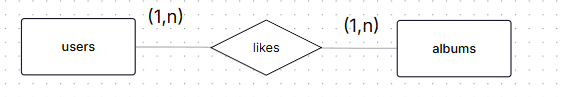 (1,n)
(1,n)
users
likes
albums